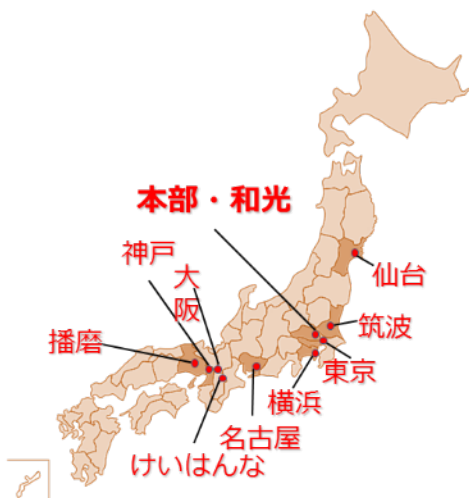 本部・和光
神戸
大
阪
仙台
筑波
播磨
東京
横浜
名古屋
けいはんな